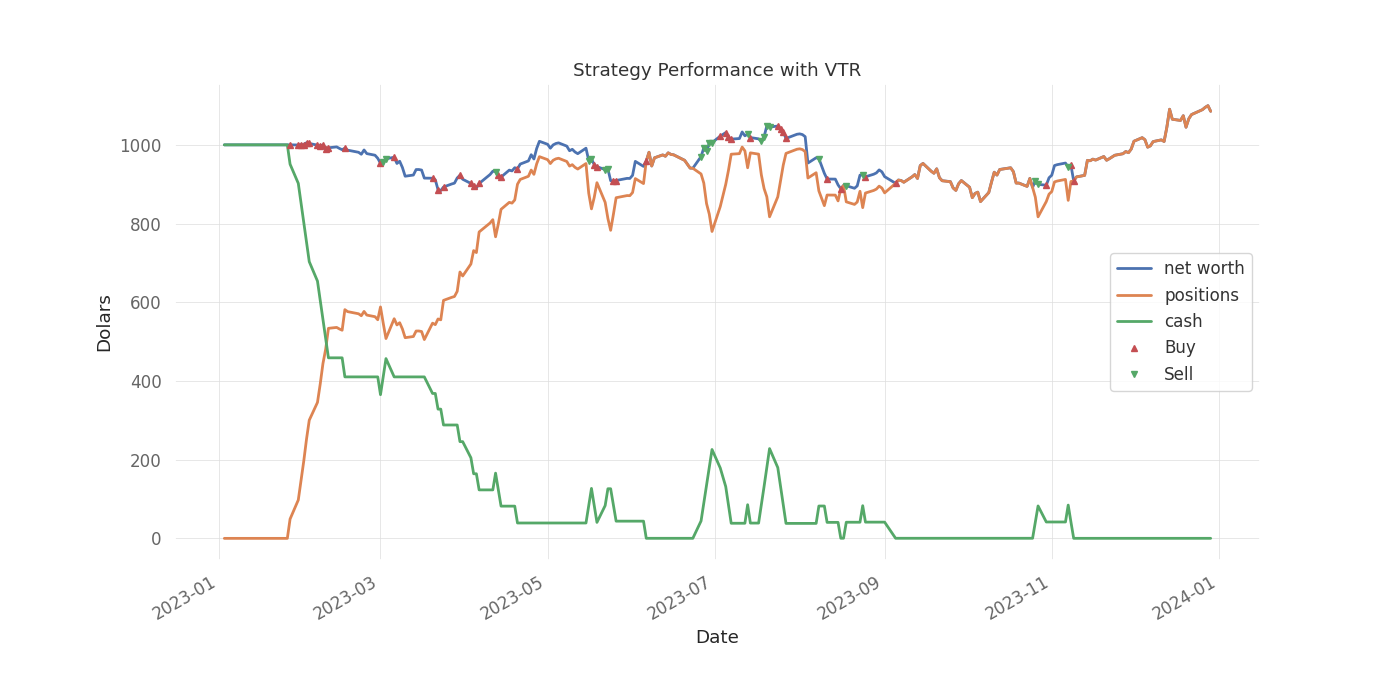 Strategy Performance with VTR
Dolars
1000
800
600
400
200
0
net worth
positions
cash
Buy
Sell
2023-01
2023-03
2023-05
2023-07
2023-09
2023-11
2024-01
Date